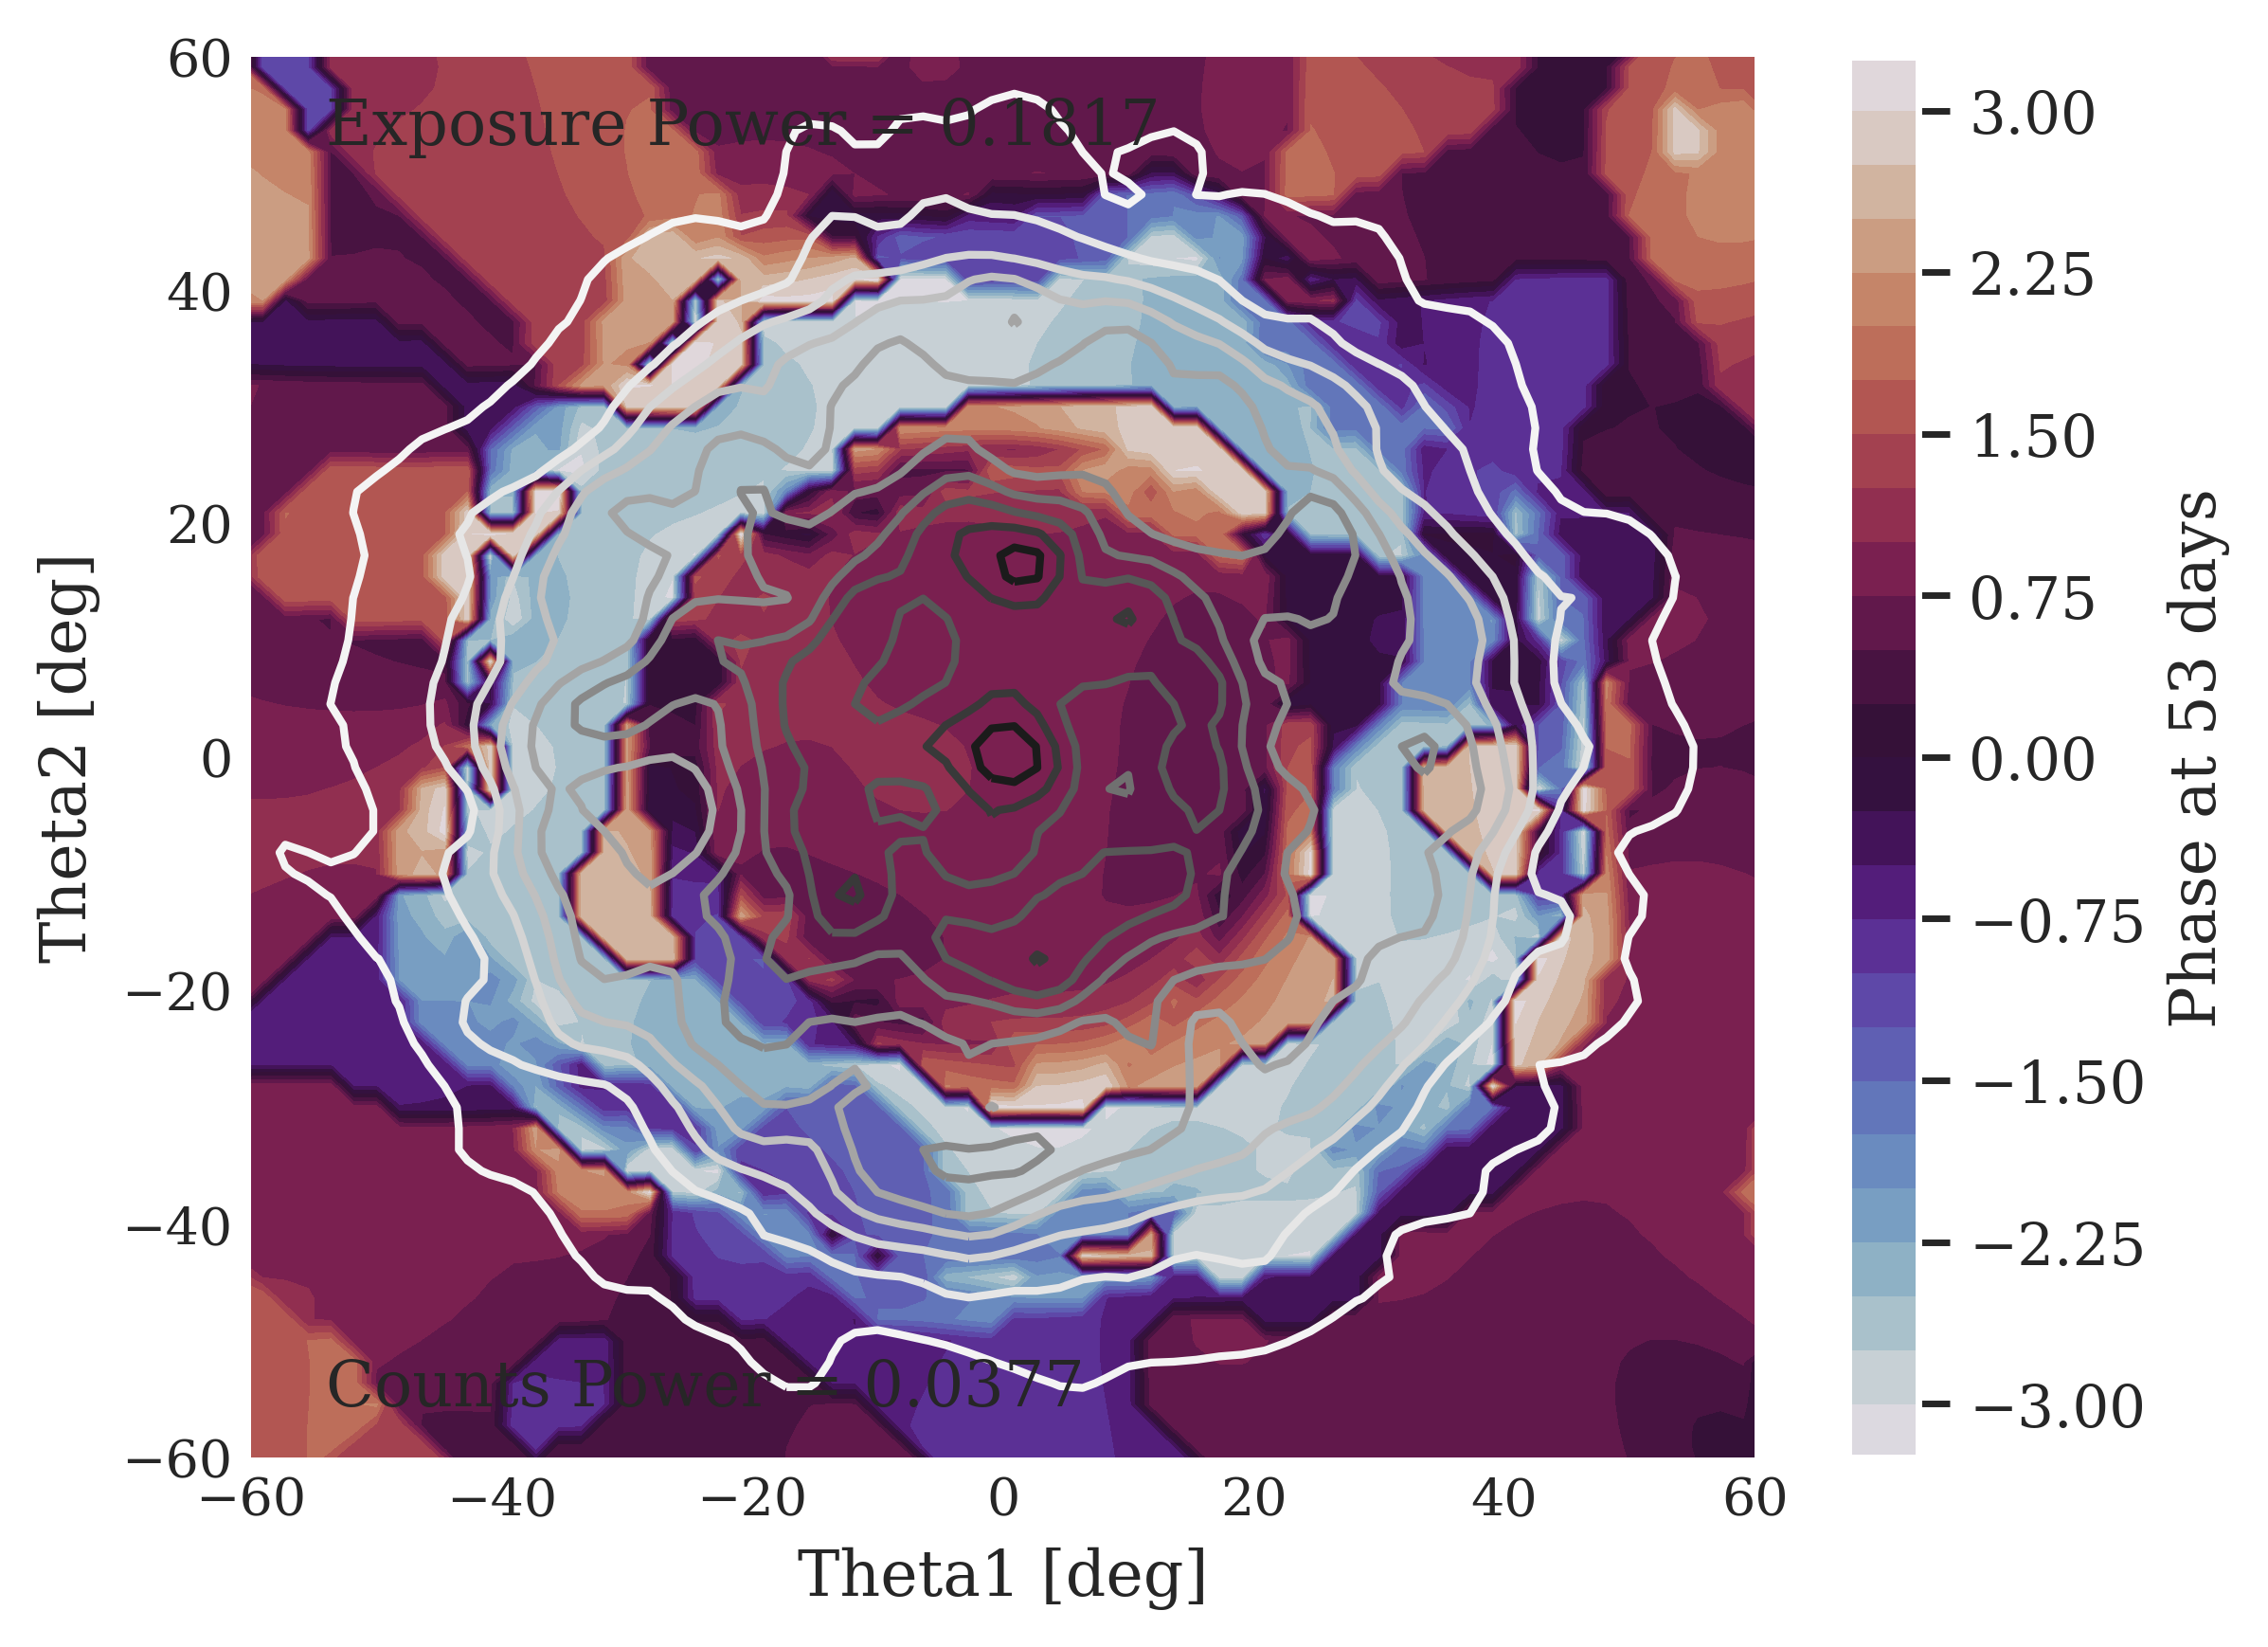 Exposure Power = 0.1817
Counts Power = 0.0377
60
40
20
0
−20
−40
−60
Theta2 [deg]
−60 −40 −20 0 20 40 60
Theta1 [deg]
3.00
2.25
1.50
0.75
0.00
−0.75
−1.50
−2.25
−3.00
Phase at 53 days